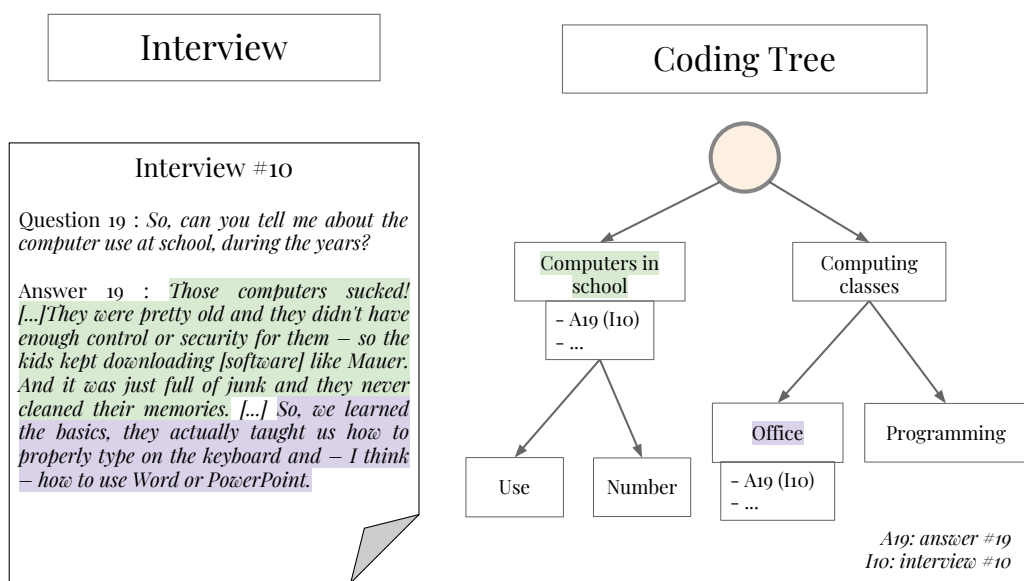 Interview
Coding Tree
Interview #10
Question 19 : So, can you tell me about the
computer use at school, during the years?
Answer 19 : Those computers sucked!
[...]They were pretty old and they didn't have
enough control or security for them – so the
kids kept downloading [software] like Mauer.
And it was just full of junk and they never
cleaned their memories. [...] So, we learned
the basics, they actually taught us how to
properly type on the keyboard and – I think
– how to use Word or PowerPoint.
Computers in
school
- A19 (I10)
- ...
Use
Number
Computing
classes
Office
- A19 (I10)
- ...
Programming
A19: answer #19
I10: interview #10